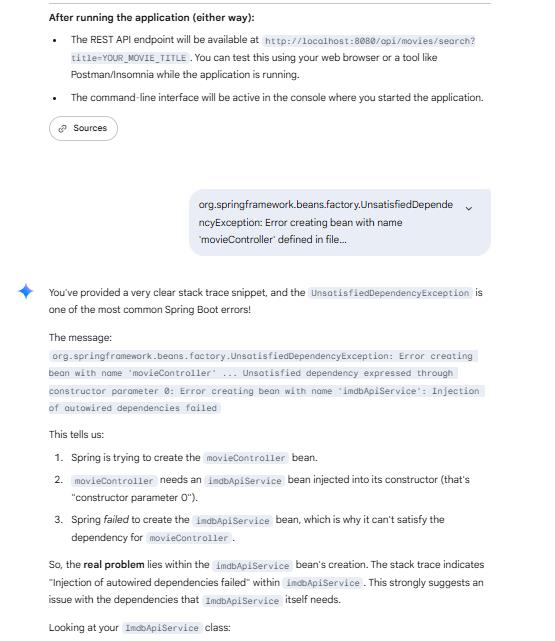 After running the application (either way):
• The REST API endpoint will be available at http://localhost:8080/api/movies/search?
title=YOUR_MOVIE_TITLE . You can test this using your web browser or a tool like
Postman/Insomnia while the application is running.
• The command-line interface will be active in the console where you started the application.
Sources
org.springframework.beans.factory.UnsatisfiedDepende
ncyException: Error creating bean with name
'movieController' defined in file...
You've provided a very clear stack trace snippet, and the UnsatisfiedDependencyException is
one of the most common Spring Boot errors!
The message:
org.springframework.beans.factory.UnsatisfiedDependencyException: Error creating
bean with name 'movieController' ... Unsatisfied dependency expressed through
constructor parameter 0: Error creating bean with name 'imdbApiService': Injection
of autowired dependencies failed
This tells us:
1. Spring is trying to create the movieController bean.
2. movieController needs an imdbApiService bean injected into its constructor (that's
"constructor parameter 0").
3. Spring failed to create the imdbApiService bean, which is why it can't satisfy the
dependency for movieController .
So, the real problem lies within the imdbApiService bean's creation. The stack trace indicates
"Injection of autowired dependencies failed" within imdbApiService . This strongly suggests an
issue with the dependencies that ImdbApiService itself needs.
Looking at your ImdbApiService class: